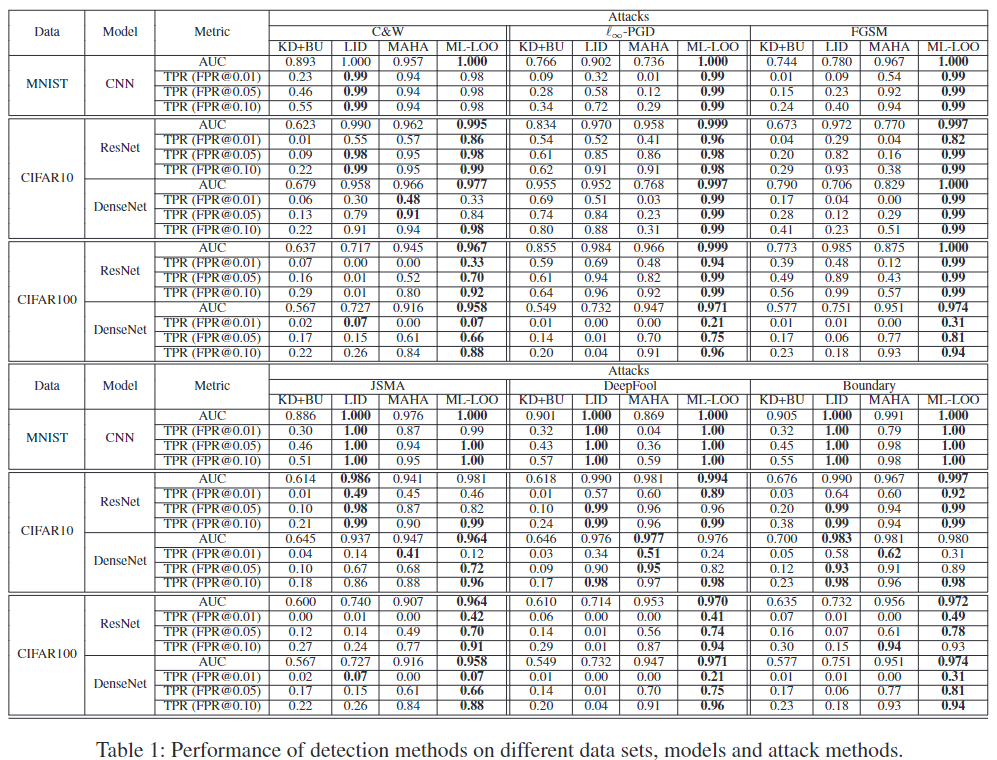 Attacks
Data Model Metric C&W ℓ∞-PGD FGSM
KD+BU LID MAHA ML-LOO KD+BU LID MAHA ML-LOO KD+BU LID MAHA ML-LOO
AUC 0.893 1.000 0.957 1.000 0.766 0.902 0.736 1.000 0.744 0.780 0.967 1.000
MNIST CNN TPR (FPR@0.01) 0.23 0.99 0.94 0.98 0.09 0.32 0.01 0.99 0.01 0.09 0.54 0.99
TPR (FPR@0.05) 0.46 0.99 0.94 0.98 0.28 0.58 0.12 0.99 0.15 0.23 0.92 0.99
TPR (FPR@0.10) 0.55 0.99 0.94 0.98 0.34 0.72 0.29 0.99 0.24 0.40 0.94 0.99
CIFAR10 ResNet AUC 0.623 0.990 0.962 0.995 0.834 0.970 0.958 0.999 0.673 0.972 0.770 0.997
TPR (FPR@0.01) 0.01 0.55 0.57 0.86 0.54 0.52 0.41 0.96 0.04 0.29 0.04 0.82
TPR (FPR@0.05) 0.09 0.98 0.95 0.98 0.61 0.85 0.86 0.98 0.20 0.82 0.16 0.99
TPR (FPR@0.10) 0.22 0.99 0.95 0.99 0.62 0.91 0.91 0.98 0.29 0.93 0.38 0.99
DenseNet AUC 0.679 0.958 0.966 0.977 0.955 0.952 0.768 0.997 0.790 0.706 0.829 1.000
TPR (FPR@0.01) 0.06 0.30 0.48 0.33 0.69 0.51 0.03 0.99 0.17 0.04 0.00 0.99
TPR (FPR@0.05) 0.13 0.79 0.91 0.84 0.74 0.84 0.23 0.99 0.28 0.12 0.29 0.99
TPR (FPR@0.10) 0.22 0.91 0.94 0.98 0.80 0.88 0.31 0.99 0.41 0.23 0.51 0.99
CIFAR100 ResNet AUC 0.637 0.717 0.945 0.967 0.855 0.984 0.966 0.999 0.773 0.985 0.875 1.000
TPR (FPR@0.01) 0.07 0.00 0.00 0.33 0.59 0.69 0.48 0.94 0.39 0.48 0.12 0.99
TPR (FPR@0.05) 0.16 0.01 0.52 0.70 0.61 0.94 0.82 0.99 0.49 0.89 0.43 0.99
TPR (FPR@0.10) 0.29 0.01 0.80 0.92 0.64 0.96 0.92 0.99 0.56 0.99 0.57 0.99
DenseNet AUC 0.567 0.727 0.916 0.958 0.549 0.732 0.947 0.971 0.577 0.751 0.951 0.974
TPR (FPR@0.01) 0.02 0.07 0.00 0.07 0.01 0.00 0.00 0.21 0.01 0.01 0.00 0.31
TPR (FPR@0.05) 0.17 0.15 0.61 0.66 0.14 0.01 0.70 0.75 0.17 0.06 0.77 0.81
TPR (FPR@0.10) 0.22 0.26 0.84 0.88 0.20 0.04 0.91 0.96 0.23 0.18 0.93 0.94
Attacks
Data Model Metric JSMA DeepFool Boundary
KD+BU LID MAHA ML-LOO KD+BU LID MAHA ML-LOO KD+BU LID MAHA ML-LOO
AUC 0.886 1.000 0.976 1.000 0.901 1.000 0.869 1.000 0.905 1.000 0.991 1.000
MNIST CNN TPR (FPR@0.01) 0.30 1.00 0.87 0.99 0.32 1.00 0.04 1.00 0.32 1.00 0.79 1.00
TPR (FPR@0.05) 0.46 1.00 0.94 1.00 0.43 1.00 0.36 1.00 0.45 1.00 0.98 1.00
TPR (FPR@0.10) 0.51 1.00 0.95 1.00 0.57 1.00 0.59 1.00 0.55 1.00 0.98 1.00
CIFAR10 ResNet AUC 0.614 0.986 0.941 0.981 0.618 0.990 0.981 0.994 0.676 0.990 0.967 0.997
TPR (FPR@0.01) 0.01 0.49 0.45 0.46 0.01 0.57 0.60 0.89 0.03 0.64 0.60 0.92
TPR (FPR@0.05) 0.10 0.98 0.87 0.82 0.10 0.99 0.96 0.96 0.20 0.99 0.94 0.99
TPR (FPR@0.10) 0.21 0.99 0.90 0.99 0.24 0.99 0.96 0.99 0.38 0.99 0.94 0.99
DenseNet AUC 0.645 0.937 0.947 0.964 0.646 0.976 0.977 0.976 0.700 0.983 0.981 0.980
TPR (FPR@0.01) 0.04 0.14 0.41 0.12 0.03 0.34 0.51 0.24 0.05 0.58 0.62 0.31
TPR (FPR@0.05) 0.10 0.67 0.68 0.72 0.09 0.90 0.95 0.82 0.12 0.93 0.91 0.89
TPR (FPR@0.10) 0.18 0.86 0.88 0.96 0.17 0.98 0.97 0.98 0.23 0.98 0.96 0.98
CIFAR100 ResNet AUC 0.600 0.740 0.907 0.964 0.610 0.714 0.953 0.970 0.635 0.732 0.956 0.972
TPR (FPR@0.01) 0.00 0.01 0.00 0.42 0.06 0.00 0.00 0.41 0.07 0.01 0.00 0.49
TPR (FPR@0.05) 0.12 0.14 0.49 0.70 0.14 0.01 0.56 0.74 0.16 0.07 0.61 0.78
TPR (FPR@0.10) 0.27 0.24 0.77 0.91 0.29 0.01 0.87 0.94 0.30 0.15 0.94 0.93
DenseNet AUC 0.567 0.727 0.916 0.958 0.549 0.732 0.947 0.971 0.577 0.751 0.951 0.974
TPR (FPR@0.01) 0.02 0.07 0.00 0.07 0.01 0.00 0.00 0.21 0.01 0.01 0.00 0.31
TPR (FPR@0.05) 0.17 0.15 0.61 0.66 0.14 0.01 0.70 0.75 0.17 0.06 0.77 0.81
TPR (FPR@0.10) 0.22 0.26 0.84 0.88 0.20 0.04 0.91 0.96 0.23 0.18 0.93 0.94
Table 1: Performance of detection methods on different data sets, models and attack methods.